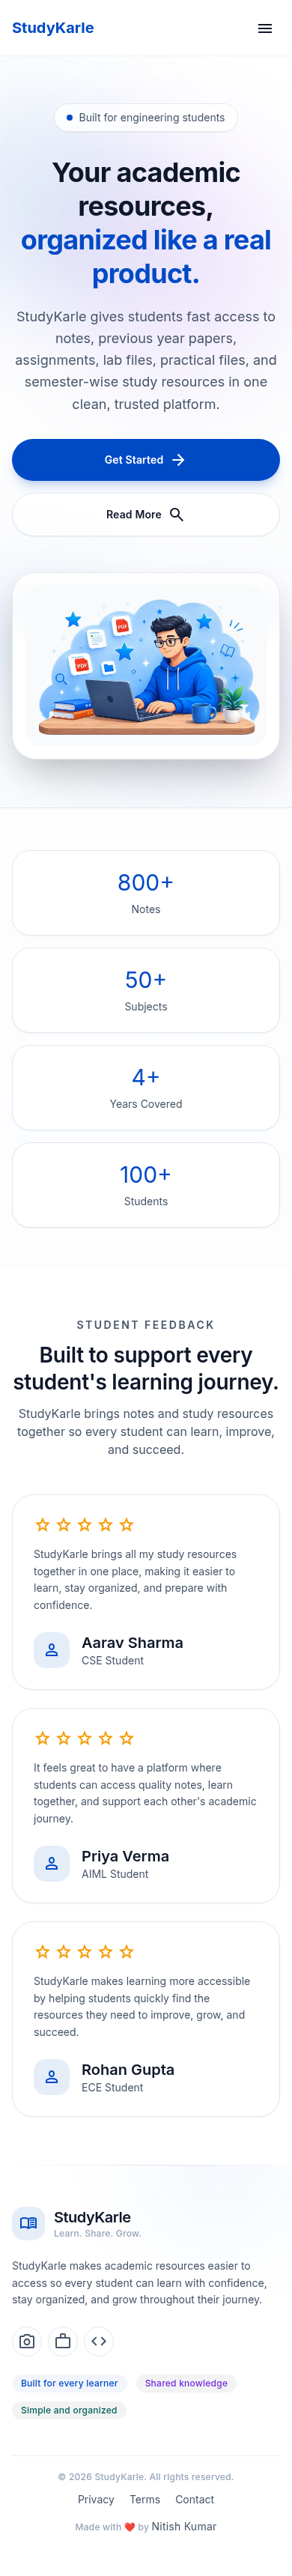 StudyKarle
Built for engineering students
Your academic
resources,
organized like a real
product.
StudyKarle gives students fast access to
notes, previous year papers,
assignments, lab files, practical files, and
semester-wise study resources in one
clean, trusted platform.
Get Started
Read More
PDF
PDF
800+
Notes
50+
Subjects
4+
Years Covered
100+
Students
STUDENT FEEDBACK
Built to support every
student's learning journey.
StudyKarle brings notes and study resources
together so every student can learn, improve,
and succeed.
StudyKarle brings all my study resources
together in one place, making it easier to
learn, stay organized, and prepare with
confidence.
Aarav Sharma
CSE Student
It feels great to have a platform where
students can access quality notes, learn
together, and support each other's academic
journey.
Priya Verma
AIML Student
StudyKarle makes learning more accessible
by helping students quickly find the
resources they need to improve, grow, and
succeed.
Rohan Gupta
ECE Student
StudyKarle
Learn. Share. Grow.
StudyKarle makes academic resources easier to
access so every student can learn with confidence,
stay organized, and grow throughout their journey.
Built for every learner
Shared knowledge
Simple and organized
© 2026 StudyKarle. All rights reserved.
Privacy Terms Contact
Made with ❤️ by Nitish Kumar